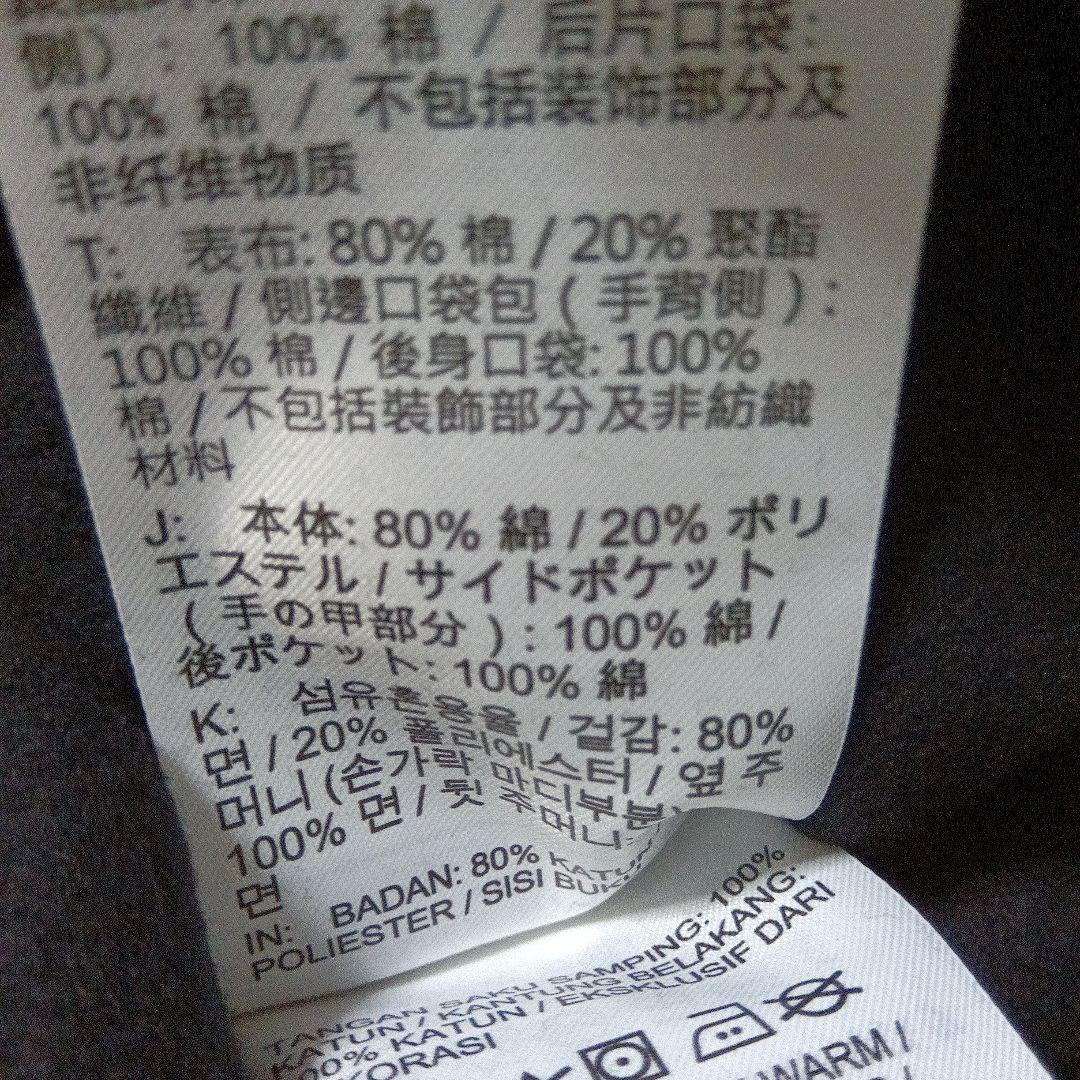 侧） : 100% 棉 / 后片口袋:
100% 棉 / 不包括装饰部分及
非纤维物质
T: 表布: 80% 棉 / 20% 聚酯
纖維 / 側邊口袋包 ( 手背側 ) :
100% 棉 / 後身口袋: 100%
棉 / 不包括裝飾部分及非紡織
材料
J: 本体: 80% 綿 / 20% ポリ
エステル / サイドポケット
( 手の甲部分 ) : 100% 綿 /
後ポケット: 100% 綿
K: 섬유혼용율 / 겉감: 80%
면 / 20% 폴리에스터 / 옆 주
머니 (손가락 마디부분)
100% 면 / 뒷 주머니:
면
IN: BADAN: 80% KATUN
POLIESTER / SISI
TANGAN SAKU SAMPING: 100%
KATUN / KANTUNG BELAKANG:
100% KATUN / EKSKLUSIF DARI
KORASI
WARM /